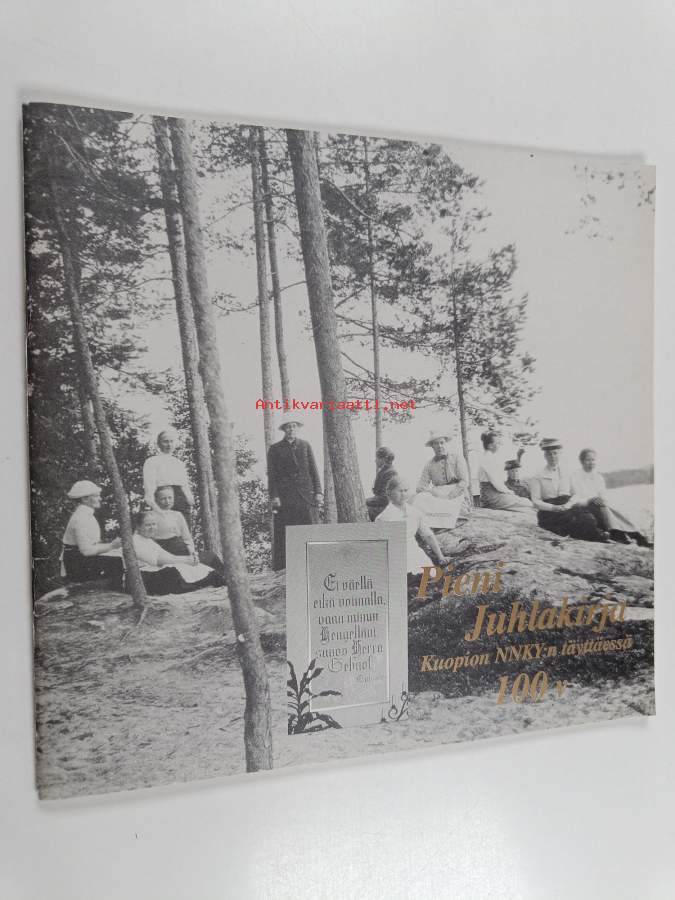 Antikvariaatti.net
Ei väellä
eikä voimalla,
vaan minun
Hengelläni,
sanoo Herra
Sebaot.
Pieni
Juhlakirja
Kuopion NNKY:n täyttäessä
100 v